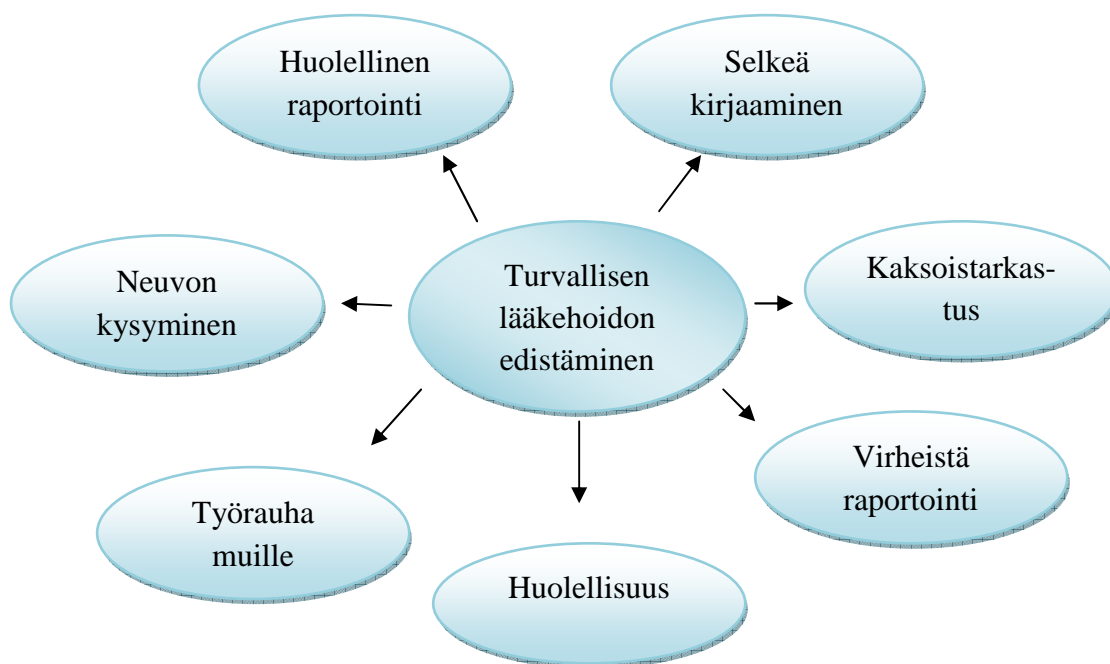 Huolellinen
raportointi
Selkeä
kirjaaminen
Neuvon
kysyminen
Turvallisen
lääkehoidon
edistäminen
Kaksoistarkas-
tus
Työrauha
muille
Virheistä
raportointi
Huolellisuus